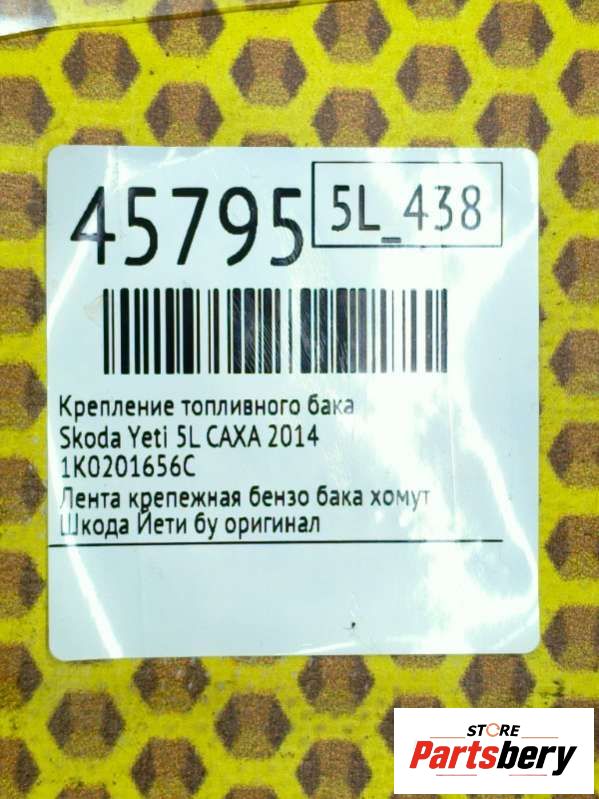 45795
5L_438
Крепление топливного бака
Skoda Yeti 5L CAXA 2014
1K0201656C
Лента крепежная бензо бака хомут
Шкода Йети бу оригинал
STORE
Partsbery